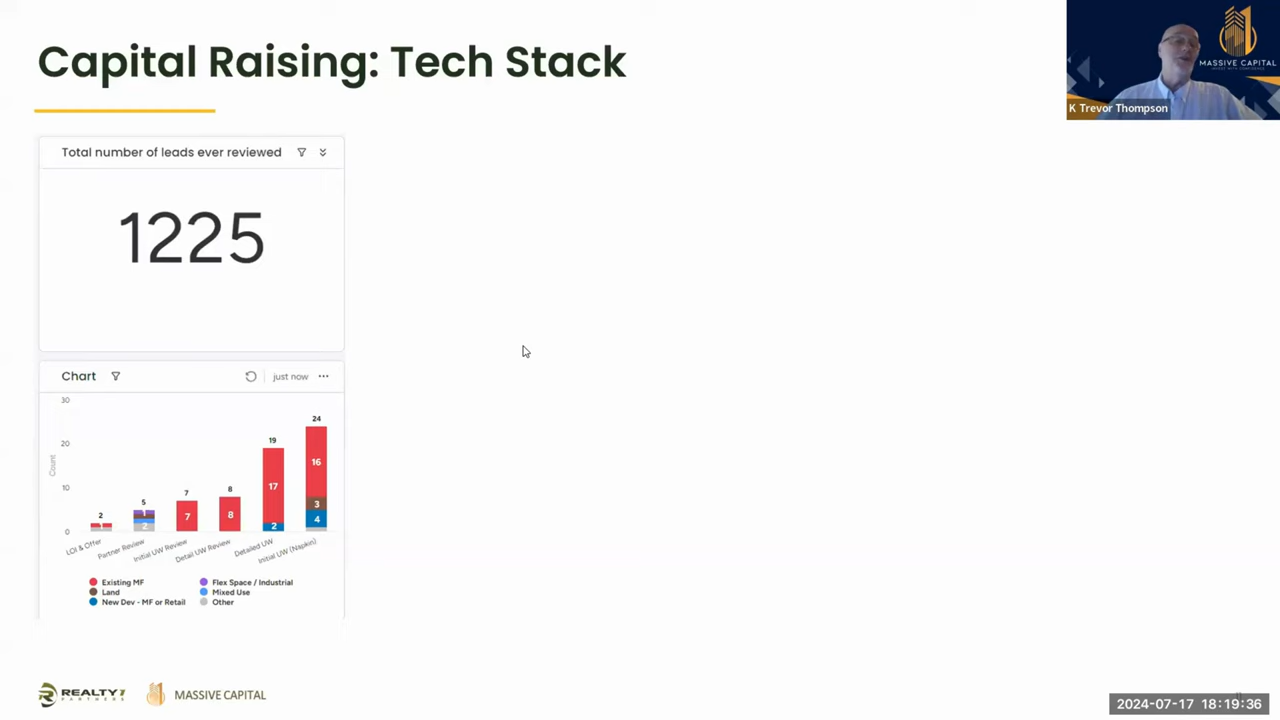 Capital Raising: Tech Stack
MASSIVE CAPITAL
K Trevor Thompson
Total number of leads ever reviewed
1225
Chart
just now
30
20
10
0
Count
2
5
1
2
7
7
8
8
19
17
2
24
16
3
4
LOI & Offer
Partner Review
Initial UW Review
Detail UW Review
Detailed UW
Initial UW (Napkin)
Existing MF
Flex Space / Industrial
Land
Mixed Use
New Dev - MF or Retail
Other
REALTY1
PARTNERS
MASSIVE CAPITAL
2024-07-17 18:19:36